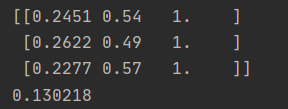 [[0.2451 0.54   1.    ]
 [0.2622 0.49   1.    ]
 [0.2277 0.57   1.    ]]
0.130218